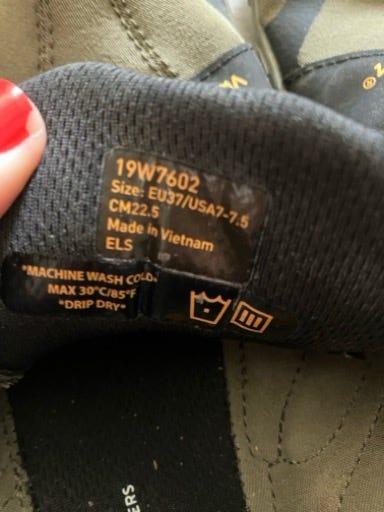 19W7602
Size: EU37/USA7-7.5
CM22.5
Made in Vietnam
ELS
"MACHINE WASH COLD"
MAX 30°C/85°F
"DRIP DRY"